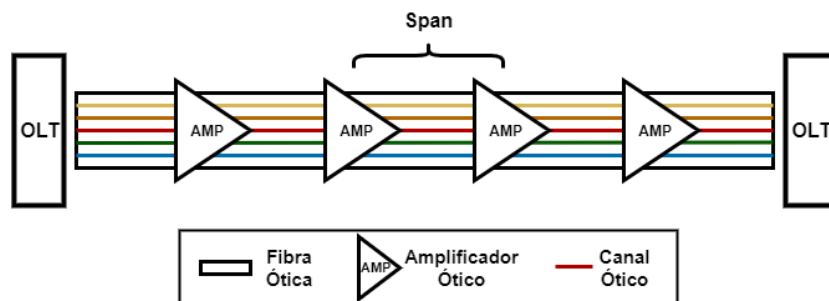 Span
OLT
AMP
AMP
AMP
AMP
OLT
Fibra
Ótica
AMP
Amplificador
Ótico
Canal
Ótico